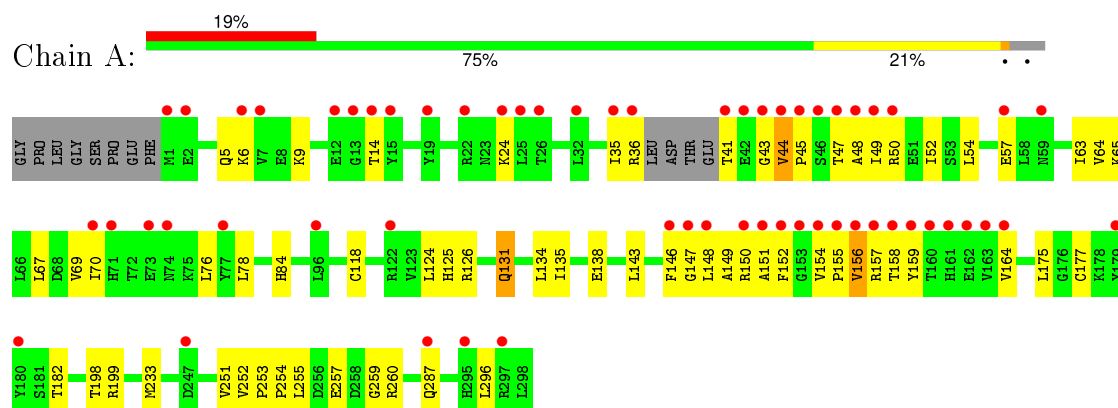 19%
Chain A:
75% 21% • •
GLY PRO LEU GLY SER PRO GLU PHE M1 E2 Q5 K6 V7 E8 K9 E12 G13 T14 Y15 Y19 R22 N23 K24 L25 T26 L32 I35 R36 LEU ASP THR GLU T41 E42 G43 V44 P45 S46 T47 A48 I49 R50 E51 I52 S53 L54 E57 L58 N59 I63 V64 K65
L66 L67 D68 V69 I70 H71 T72 E73 N74 K75 L76 Y77 L78 H84 L96 C118 R122 V123 L124 H125 R126 Q131 L134 I135 E138 L143 F146 G147 L148 A149 R150 A151 F152 G153 V154 P155 V156 R157 T158 Y159 T160 H161 E162 V163 V164 L175 G176 C177 K178 Y179
Y180 S181 T182 T198 R199 M233 D247 V251 V252 P253 P254 L255 D256 E257 D258 G259 R260 Q287 H295 L296 R297 L298